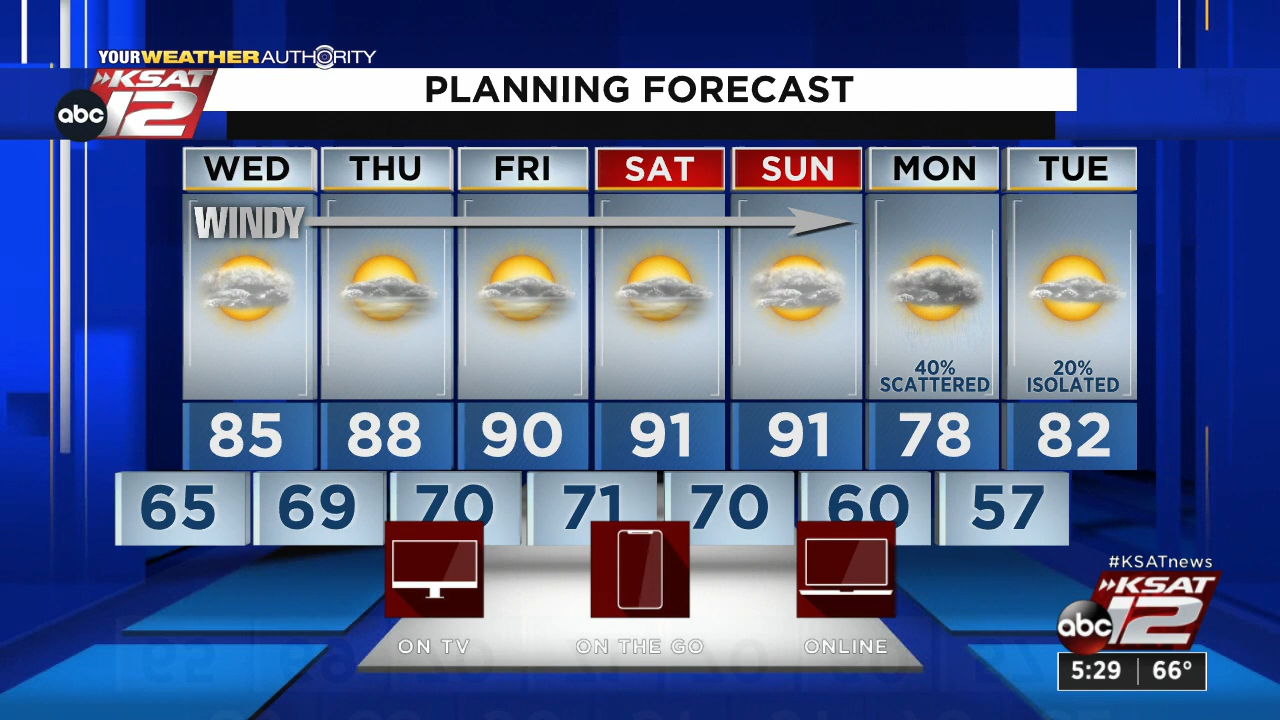 YOURWEATHERAUTHORITY
KSAT
abc 12
PLANNING FORECAST
WED THU FRI SAT SUN MON TUE
WINDY
40% 20%
SCATTERED ISOLATED
85 88 90 91 91 78 82
65 69 70 71 70 60 57
ON TV ON THE GO ONLINE
#KSATnews
KSAT
abc 12
5:29 66°